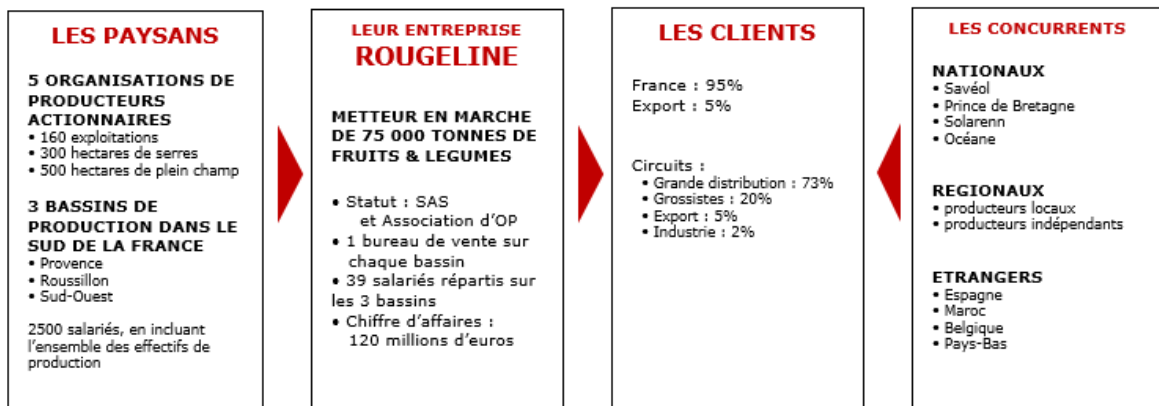 LES PAYSANS
5 ORGANISATIONS DE
PRODUCTEURS
ACTIONNAIRES
• 160 exploitations
• 300 hectares de serres
• 500 hectares de plein champ
3 BASSINS DE
PRODUCTION DANS LE
SUD DE LA FRANCE
• Provence
• Roussillon
• Sud-Ouest
2500 salariés, en incluant
l'ensemble des effectifs de
production
LEUR ENTREPRISE
ROUGELINE
METTEUR EN MARCHE
DE 75 000 TONNES DE
FRUITS & LEGUMES
• Statut : SAS
et Association d'OP
• 1 bureau de vente sur
chaque bassin
• 39 salariés répartis sur
les 3 bassins
• Chiffre d'affaires :
120 millions d'euros
LES CLIENTS
France : 95%
Export : 5%
Circuits :
• Grande distribution : 73%
• Grossistes : 20%
• Export : 5%
• Industrie : 2%
LES CONCURRENTS
NATIONAUX
• Savéol
• Prince de Bretagne
• Solarenn
• Océane
REGIONAUX
• producteurs locaux
• producteurs indépendants
ETRANGERS
• Espagne
• Maroc
• Belgique
• Pays-Bas